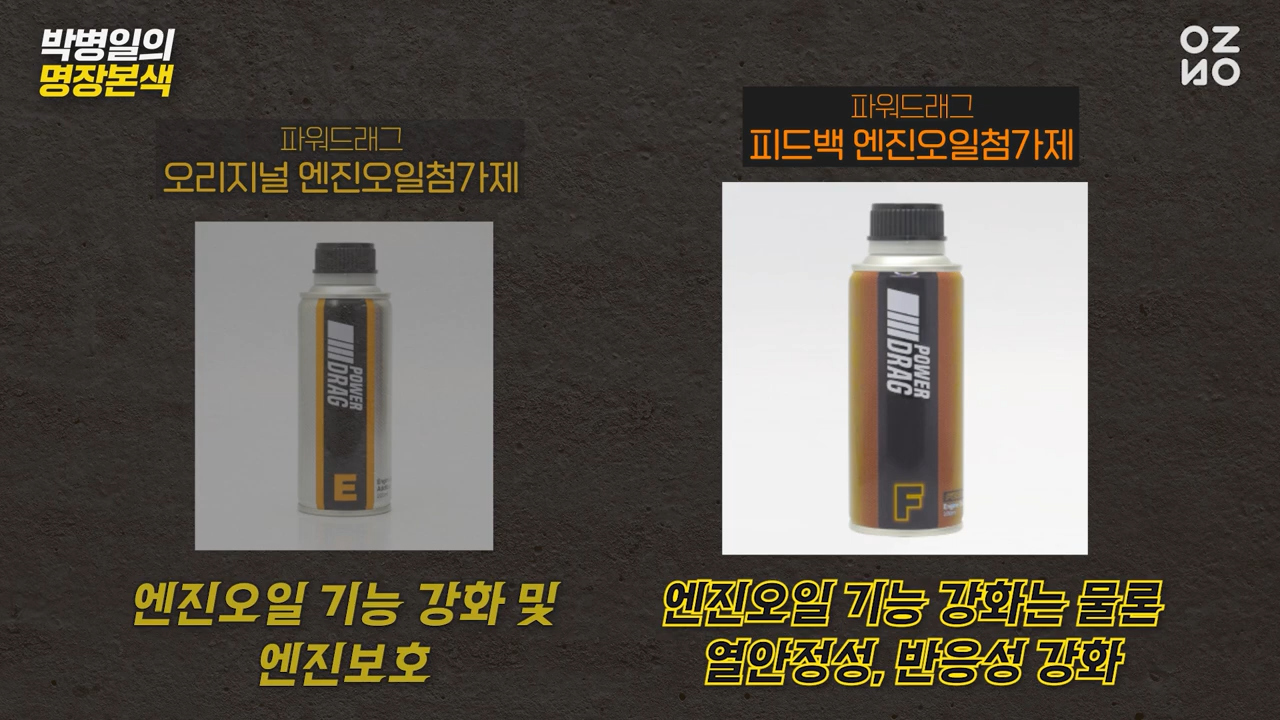 박병일의
명장본색
OZ
NO
파워드래그
오리지널 엔진오일첨가제
파워드래그
피드백 엔진오일첨가제
POWER
DRAG
E
POWER
DRAG
F
엔진오일 기능 강화 및
엔진보호
엔진오일 기능 강화는 물론
열안정성, 반응성 강화